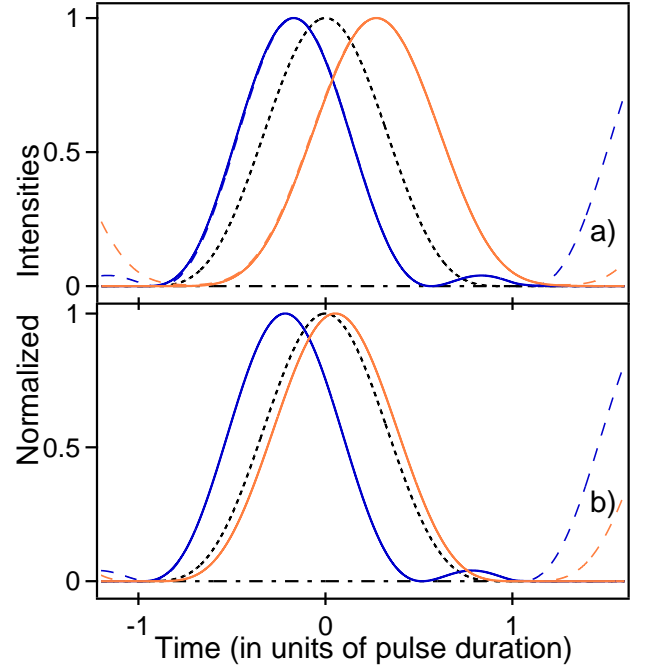 1
0.5
0
Intensities
a)
1
0.5
0
Normalized
b)
-1 0 1
Time (in units of pulse duration)